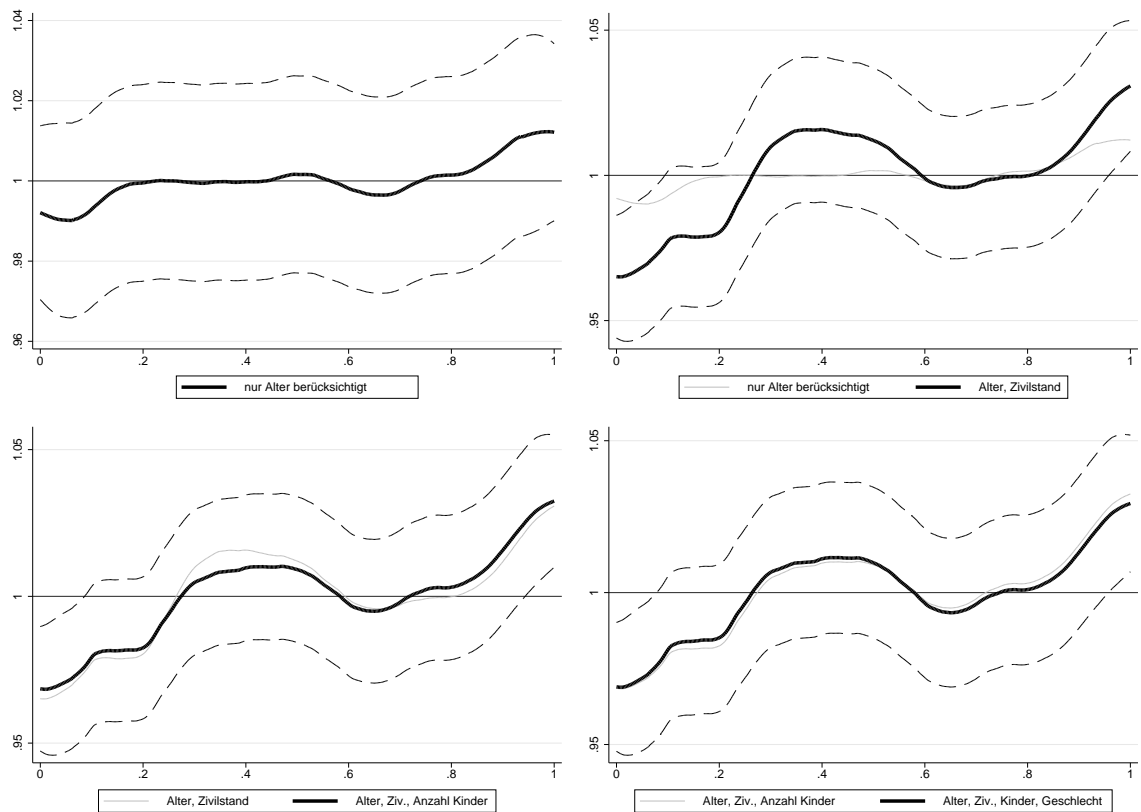 1.04
1.02
1
.98
.96
0 .2 .4 .6 .8 1
nur Alter berücksichtigt
1.05
1
.95
0 .2 .4 .6 .8 1
nur Alter berücksichtigt Alter, Zivilstand
1.05
1
.95
0 .2 .4 .6 .8 1
Alter, Zivilstand Alter, Ziv., Anzahl Kinder
1.05
1
.95
0 .2 .4 .6 .8 1
Alter, Ziv., Anzahl Kinder Alter, Ziv., Kinder, Geschlecht